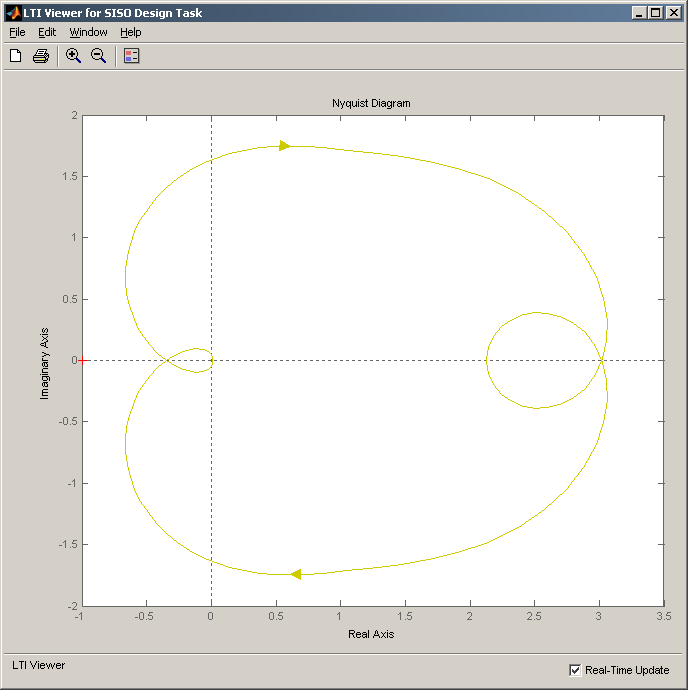 LTI Viewer for SISO Design Task
File Edit Window Help
Nyquist Diagram
2
1.5
1
0.5
0
-0.5
-1
-1.5
-2
Imaginary Axis
-1 -0.5 0 0.5 1 1.5 2 2.5 3 3.5
Real Axis
LTI Viewer
Real-Time Update